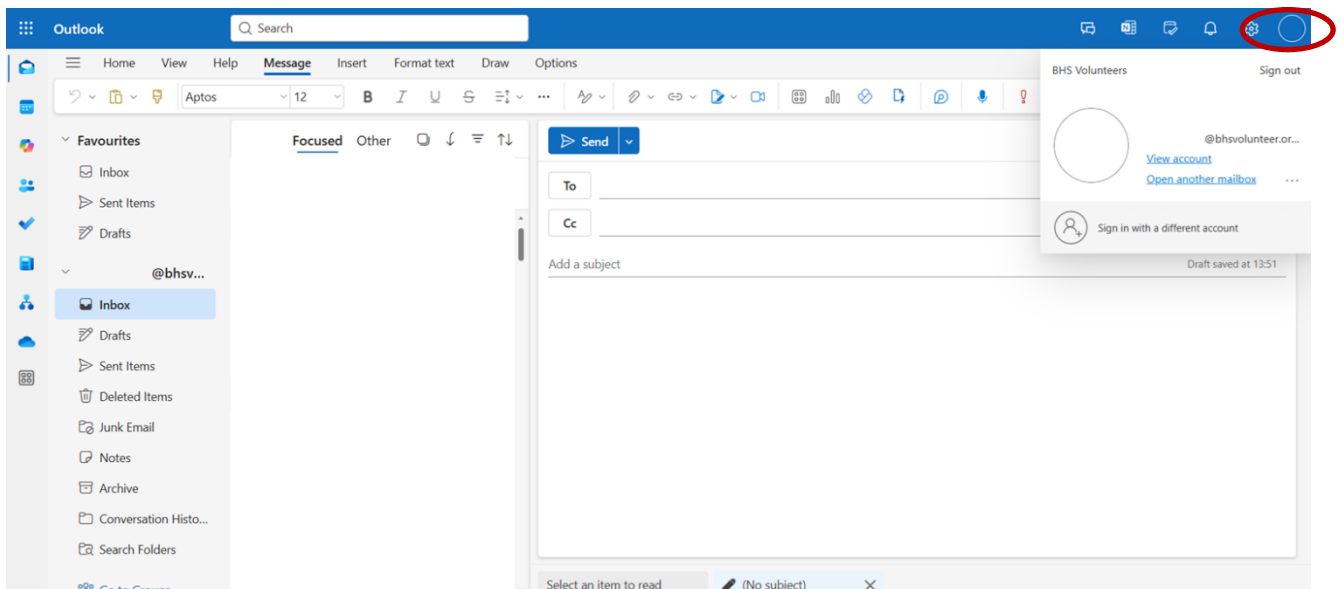 Outlook
Search
Home View Help Message Insert Format text Draw Options
Aptos 12 B I U S
BHS Volunteers Sign out
@bhsvolunteer.or...
View account
Open another mailbox ...
Sign in with a different account
Favourites
Inbox
Sent Items
Drafts
@bhsv...
Inbox
Drafts
Sent Items
Deleted Items
Junk Email
Notes
Archive
Conversation Histo...
Search Folders
Go to Groups
Focused Other
Send
To
Cc
Add a subject Draft saved at 13:51
Select an item to read (No subject)